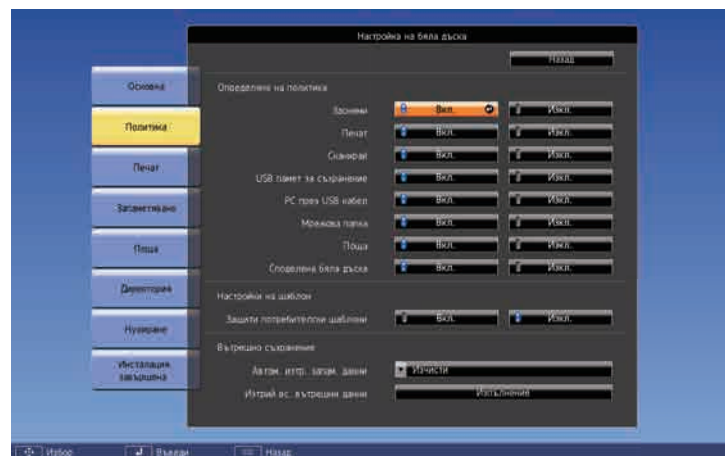 Настройка на бяла дъска
Назад
Основна
Политика
Печат
Запаметяване
Поща
Директория
Нулиране
Инсталация завършена
Определяне на политика
Запомни Вкл. Изкл.
Печат Вкл. Изкл.
Сканирай Вкл. Изкл.
USB памет за съхранение Вкл. Изкл.
PC през USB кабел Вкл. Изкл.
Мрежова папка Вкл. Изкл.
Поща Вкл. Изкл.
Споделена бяла дъска Вкл. Изкл.
Настройки на шаблон
Защити потребителски шаблони Вкл. Изкл.
Вътрешно съхранение
Автом. изтр. запам. данни Изчисти
Изтрий вс. вътрешни данни Изпълнение
Избор Въведи Назад